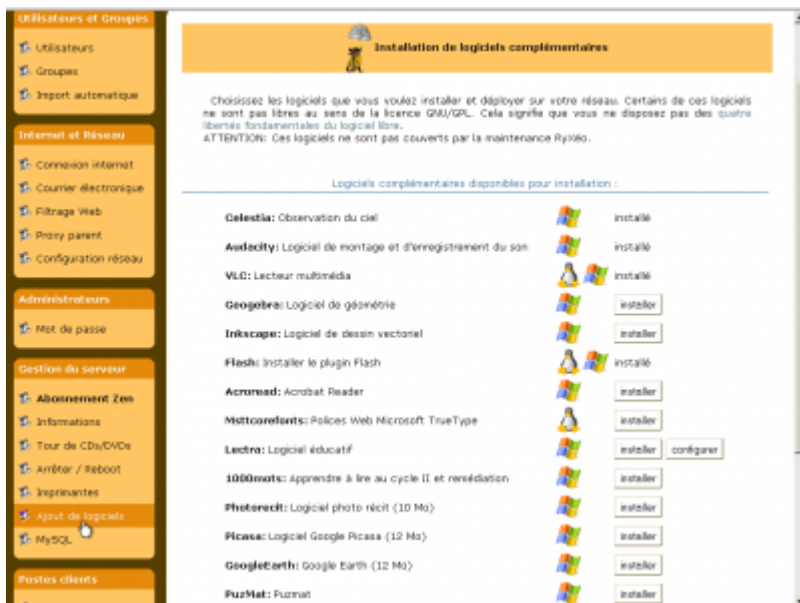 Utilisateurs et Groupes
Utilisateurs
Groupes
Import automatique
Internet et Réseau
Connexion internet
Courrier électronique
Filtrage Web
Proxy parent
Configuration réseau
Administrateurs
Mot de passe
Gestion du serveur
Abonnement Zen
Informations
Tour de CDs/DVDs
Arrêter / Reboot
Imprimantes
Ajout de logiciels
MySQL
Postes clients
Installation de logiciels complémentaires
Choisissez les logiciels que vous voulez installer et déployer sur votre réseau. Certains de ces logiciels
ne sont pas libres au sens de la licence GNU/GPL. Cela signifie que vous ne disposez pas des quatre
libertés fondamentales du logiciel libre.
ATTENTION: Ces logiciels ne sont pas couverts par la maintenance RyXéo.
Logiciels complémentaires disponibles pour installation :
Celestia: Observation du ciel installé
Audacity: Logiciel de montage et d'enregistrement du son installé
VLC: Lecteur multimédia installé
Geogebra: Logiciel de géométrie installer
Inkscape: Logiciel de dessin vectoriel installer
Flash: Installer le plugin Flash installé
Acroread: Acrobat Reader installer
Msttcorefonts: Polices Web Microsoft TrueType installer
Lectra: Logiciel éducatif installer configurer
1000mots: Apprendre à lire au cycle II et remédiation installer
Photorecit: Logiciel photo récit (10 Mo) installer
Picasa: Logiciel Google Picasa (12 Mo) installer
GoogleEarth: Google Earth (12 Mo) installer
PuzMat: Puzmat installer